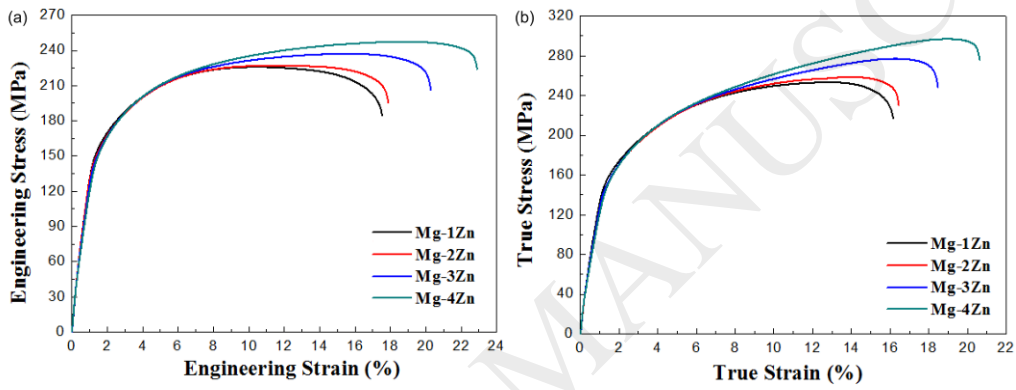 (a)
270
240
210
180
150
120
90
60
30
0
Engineering Stress (MPa)
Mg-1Zn
Mg-2Zn
Mg-3Zn
Mg-4Zn
0 2 4 6 8 10 12 14 16 18 20 22 24
Engineering Strain (%)
(b)
320
280
240
200
160
120
80
40
0
True Stress (MPa)
Mg-1Zn
Mg-2Zn
Mg-3Zn
Mg-4Zn
0 2 4 6 8 10 12 14 16 18 20 22
True Strain (%)
MANUSC